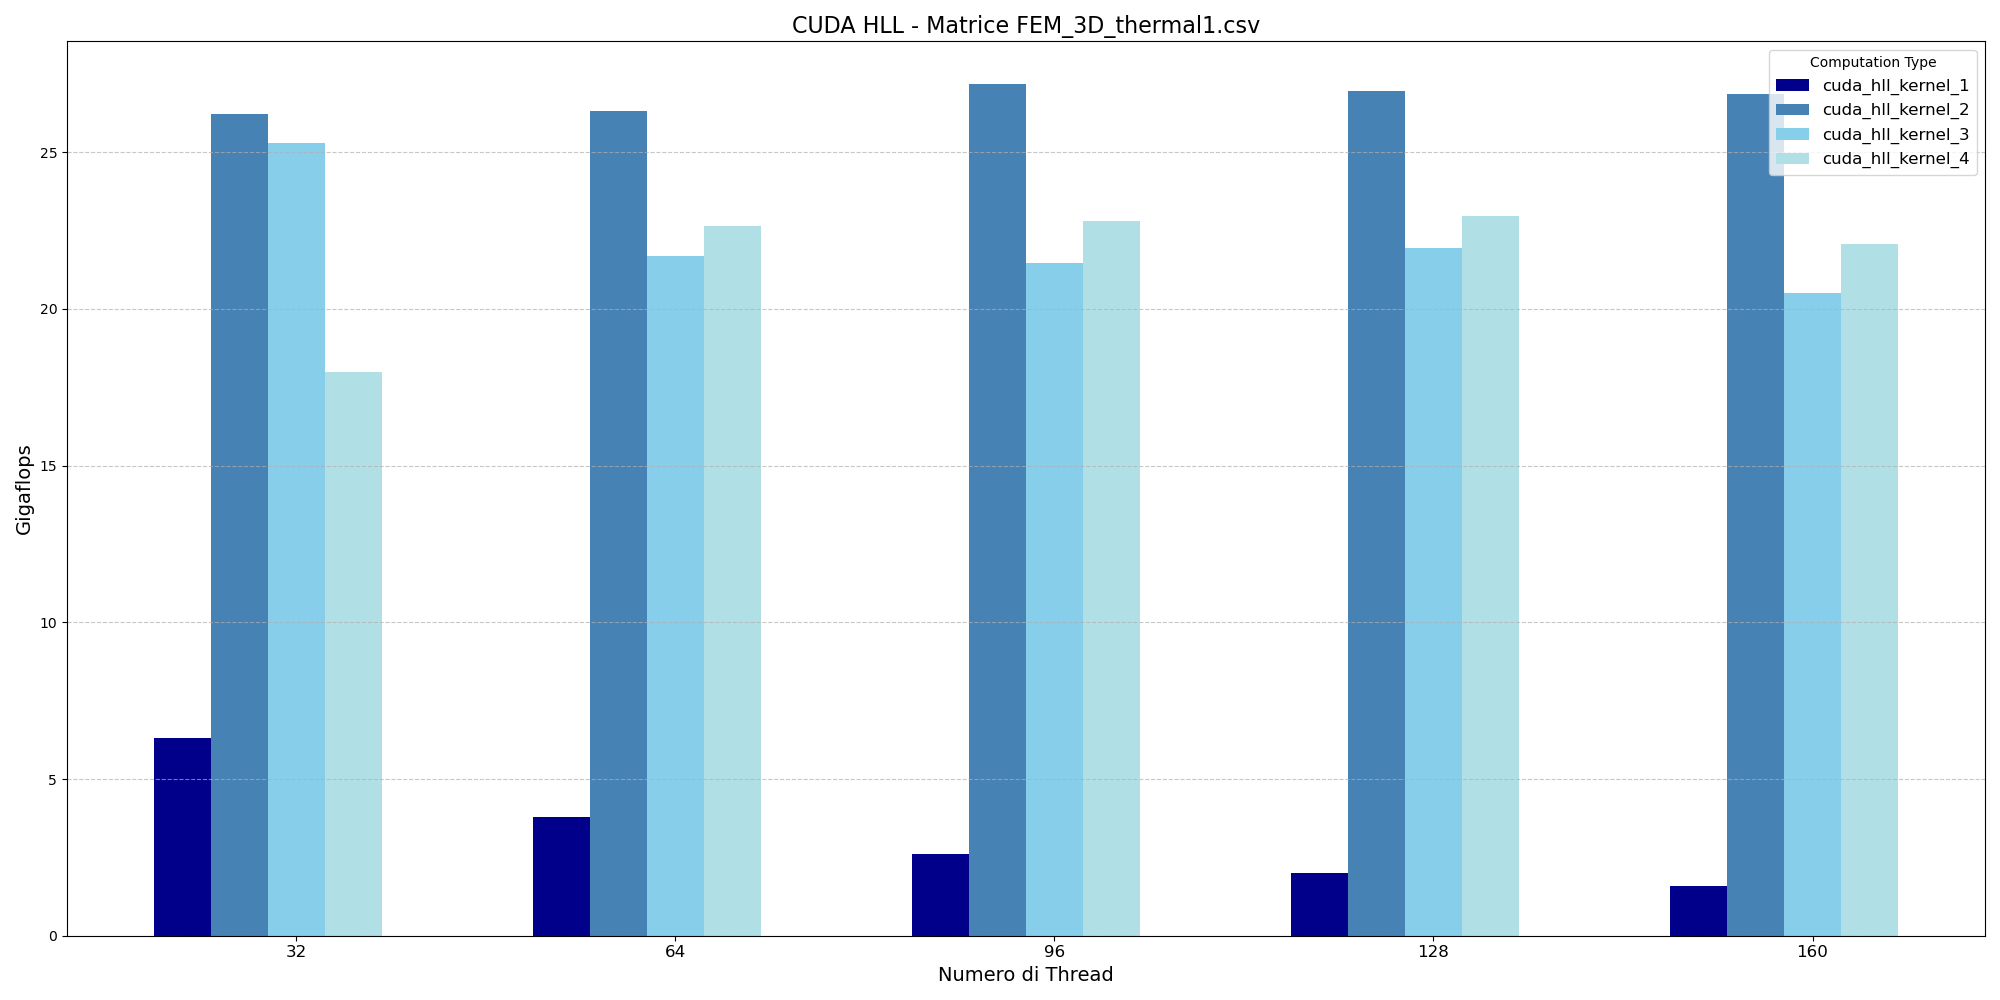 CUDA HLL - Matrice FEM_3D_thermal1.csv
Computation Type
cuda_hll_kernel_1
cuda_hll_kernel_2
cuda_hll_kernel_3
cuda_hll_kernel_4
Gigaflops
25
20
15
10
5
0
32 64 96 128 160
Numero di Thread